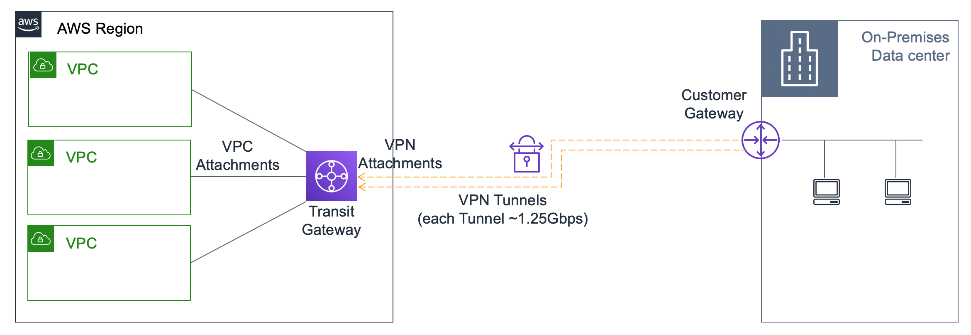 aws
AWS Region
VPC
VPC
VPC
VPC
Attachments
Transit
Gateway
VPN
Attachments
VPN Tunnels
(each Tunnel ~1.25Gbps)
Customer
Gateway
On-Premises
Data center